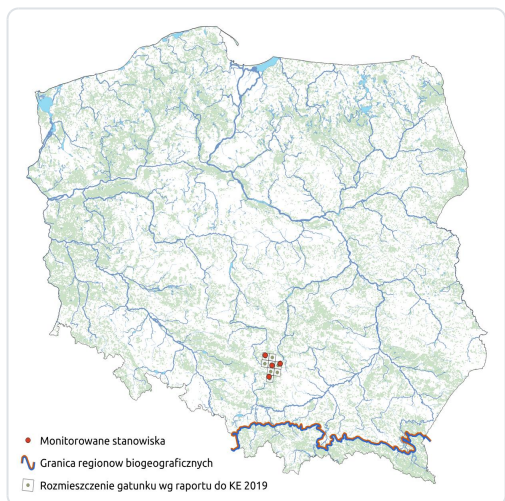 Monitorowane stanowiska
Granica regionow biogeograficznych
Rozmieszczenie gatunku wg raportu do KE 2019